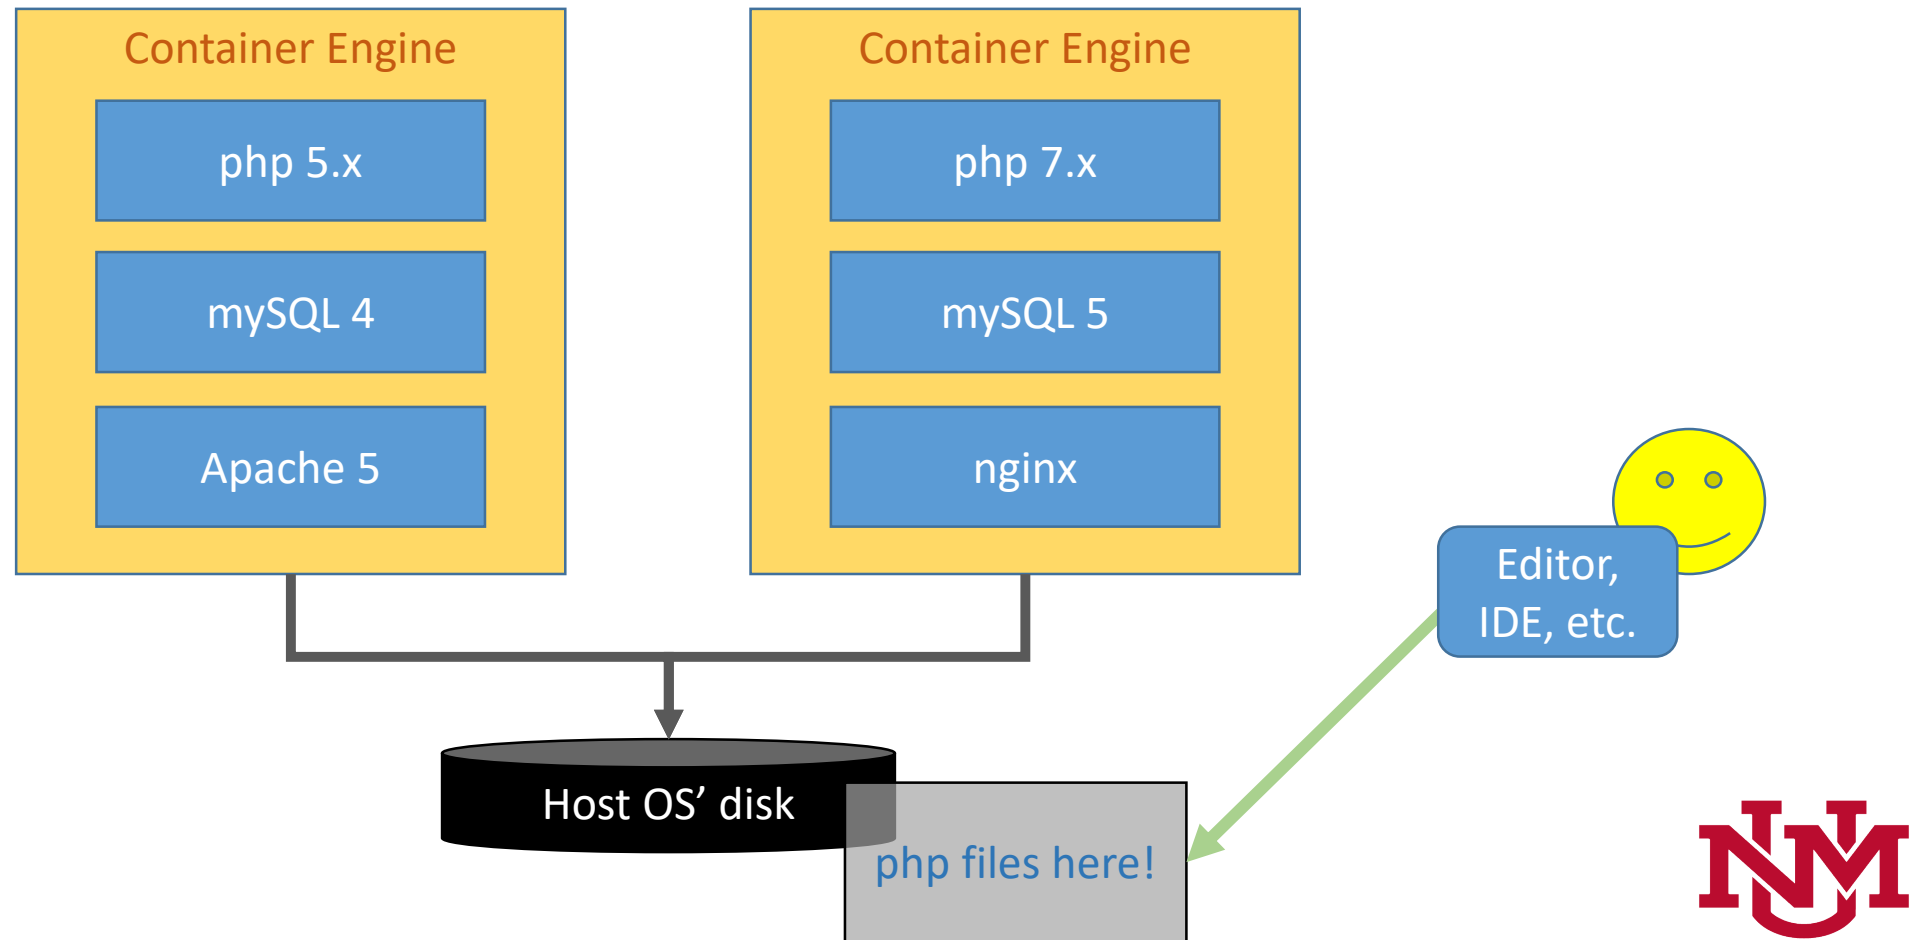 Container Engine
php 5.x
mySQL 4
Apache 5
Container Engine
php 7.x
mySQL 5
nginx
Editor,
IDE, etc.
Host OS’ disk
php files here!
NM
U